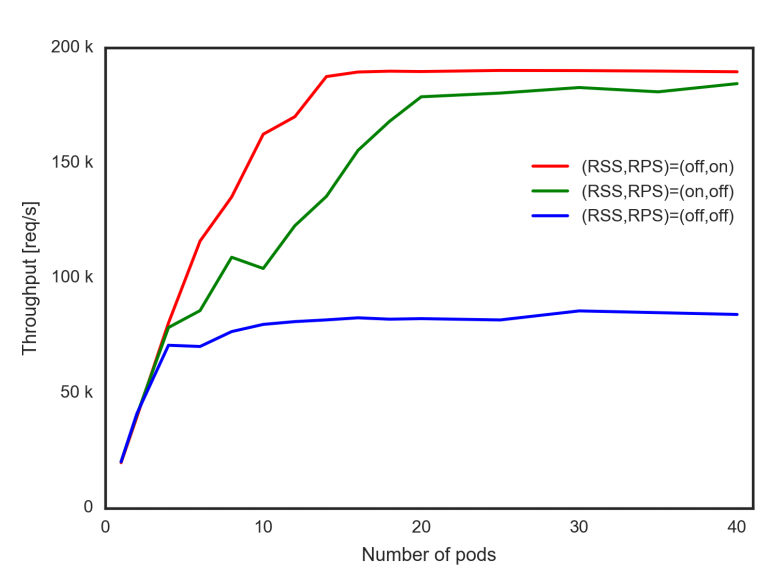 200 k
150 k
100 k
50 k
0
Throughput [req/s]
(RSS,RPS)=(off,on)
(RSS,RPS)=(on,off)
(RSS,RPS)=(off,off)
0 10 20 30 40
Number of pods